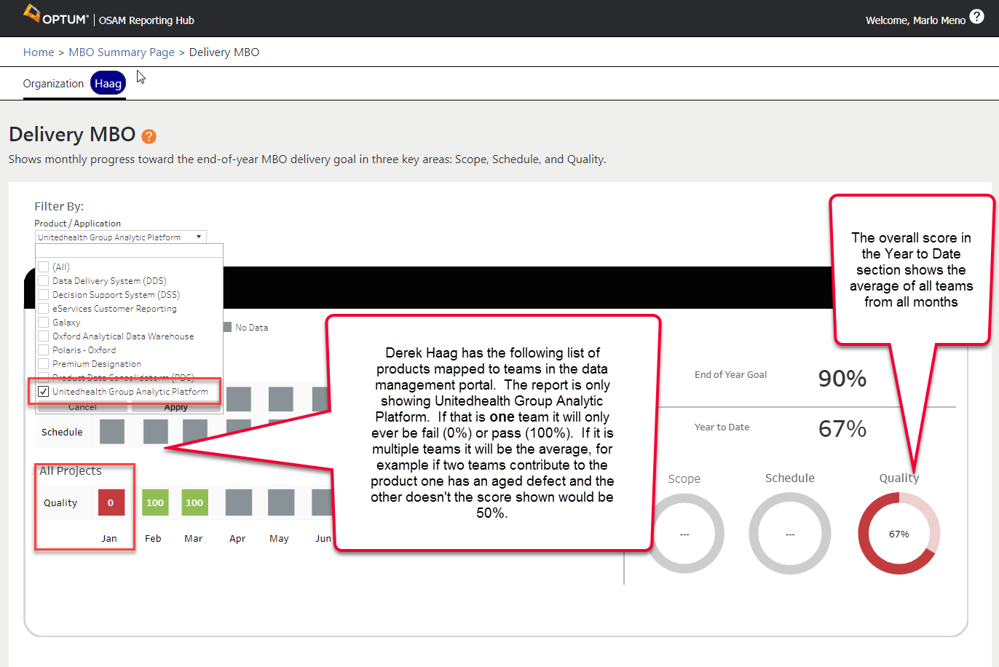 OPTUM® | OSAM Reporting Hub
Welcome, Marlo Meno ?
Home > MBO Summary Page > Delivery MBO
Organization Haag
Delivery MBO ?
Shows monthly progress toward the end-of-year MBO delivery goal in three key areas: Scope, Schedule, and Quality.
Filter By:
Product / Application
Unitedhealth Group Analytic Platform
(All)
Data Delivery System (DDS)
Decision Support System (DSS)
eServices Customer Reporting
Galaxy
Oxford Analytical Data Warehouse
Polaris - Oxford
Premium Designation
Product Data Consolidatorm (PDC)
Unitedhealth Group Analytic Platform
Cancel Apply
No Data
Schedule
All Projects
Quality 0 100 100
Jan Feb Mar Apr May Jun
Derek Haag has the following list of
products mapped to teams in the data
management portal. The report is only
showing Unitedhealth Group Analytic
Platform. If that is one team it will only
ever be fail (0%) or pass (100%). If it is
multiple teams it will be the average, for
example if two teams contribute to the
product one has an aged defect and the
other doesn't the score shown would be
50%.
The overall score in
the Year to Date
section shows the
average of all teams
from all months
End of Year Goal 90%
Year to Date 67%
Scope Schedule Quality
--- --- 67%